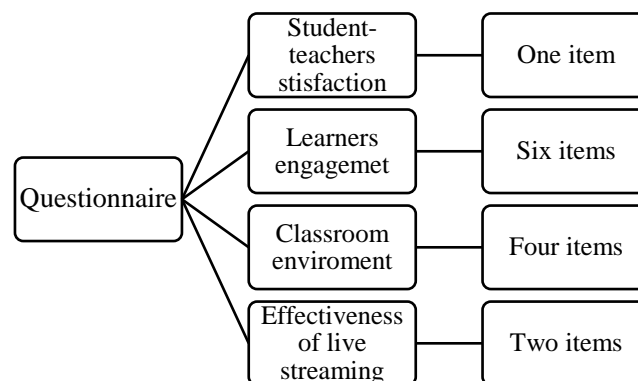 Questionnaire
Student-
teachers
stisfaction
One item
Learners
engagemet
Six items
Classroom
enviroment
Four items
Effectiveness
of live
streaming
Two items